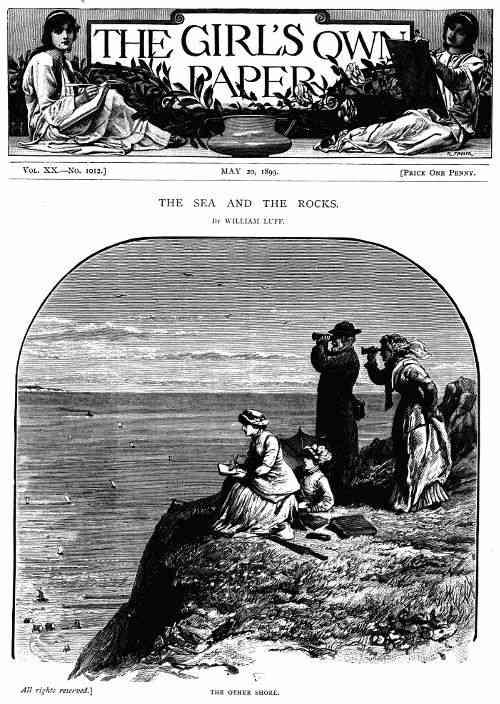 THE GIRL'S OWN
PAPER
VOL. XX.—NO. 1012.] MAY 20, 1899. [PRICE ONE PENNY.
THE SEA AND THE ROCKS.
BY WILLIAM LUFF.
All rights reserved.]
THE OTHER SHORE.